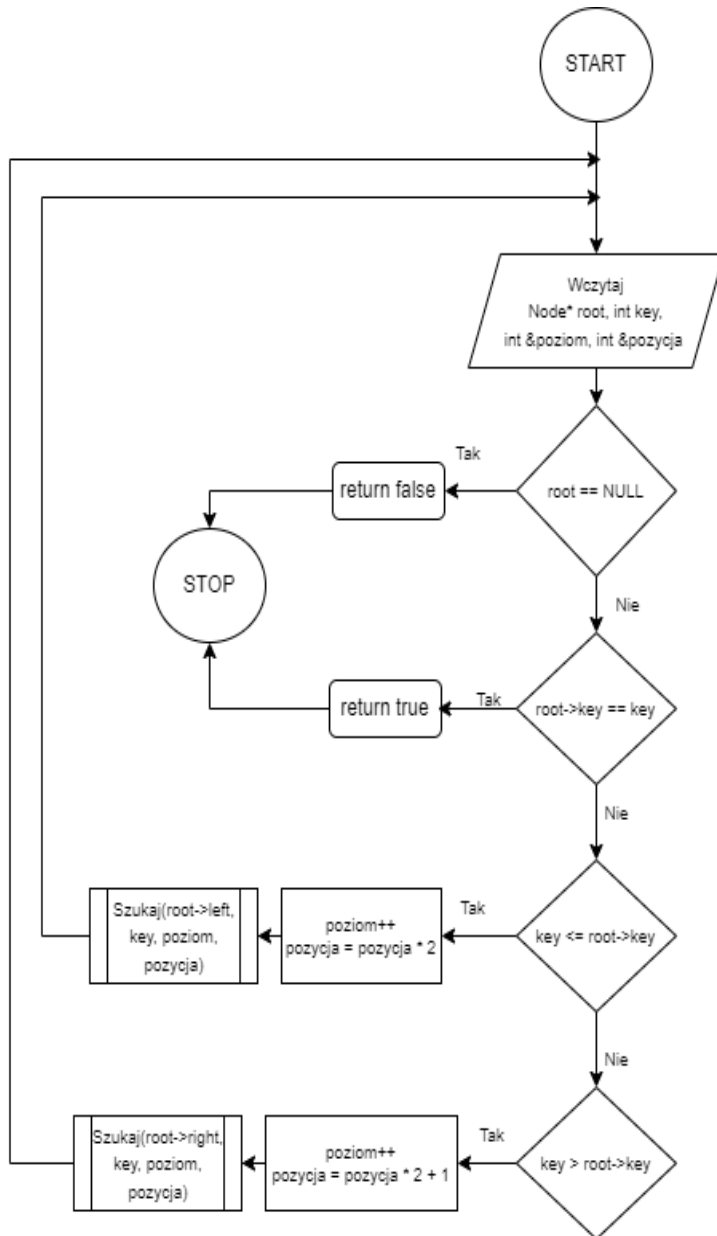 START
Wczytaj
Node* root, int key,
int &poziom, int &pozycja
Tak
return false
root == NULL
STOP
Nie
return true
Tak
root->key == key
Nie
Szukaj(root->left,
key, poziom,
pozycja)
poziom++
pozycja = pozycja * 2
Tak
key <= root->key
Nie
Szukaj(root->right,
key, poziom,
pozycja)
poziom++
pozycja = pozycja * 2 + 1
Tak
key > root->key